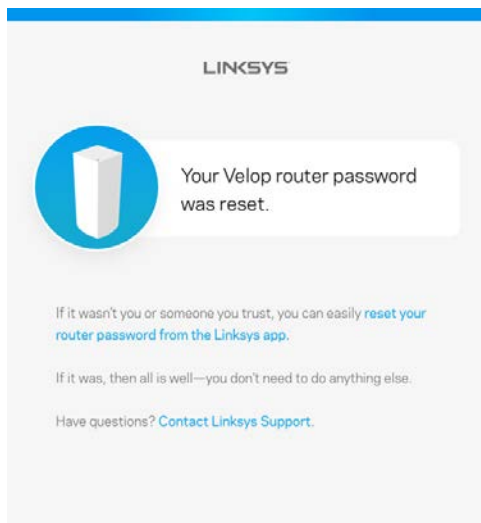 LINKSYS
Your Velop router password
was reset.
If it wasn't you or someone you trust, you can easily reset your
router password from the Linksys app.
If it was, then all is well—you don't need to do anything else.
Have questions? Contact Linksys Support.